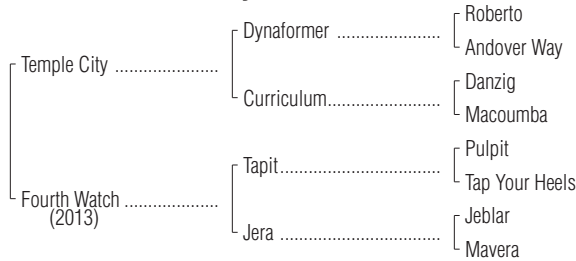 Roberto
Dynaformer ..................
Andover Way
Temple City ......................
Danzig
Curriculum.......................
Macoumba
Pulpit
Tapit.................................
Tap Your Heels
Fourth Watch ....................
(2013)
Jeblar
Jera .................................
Mavera